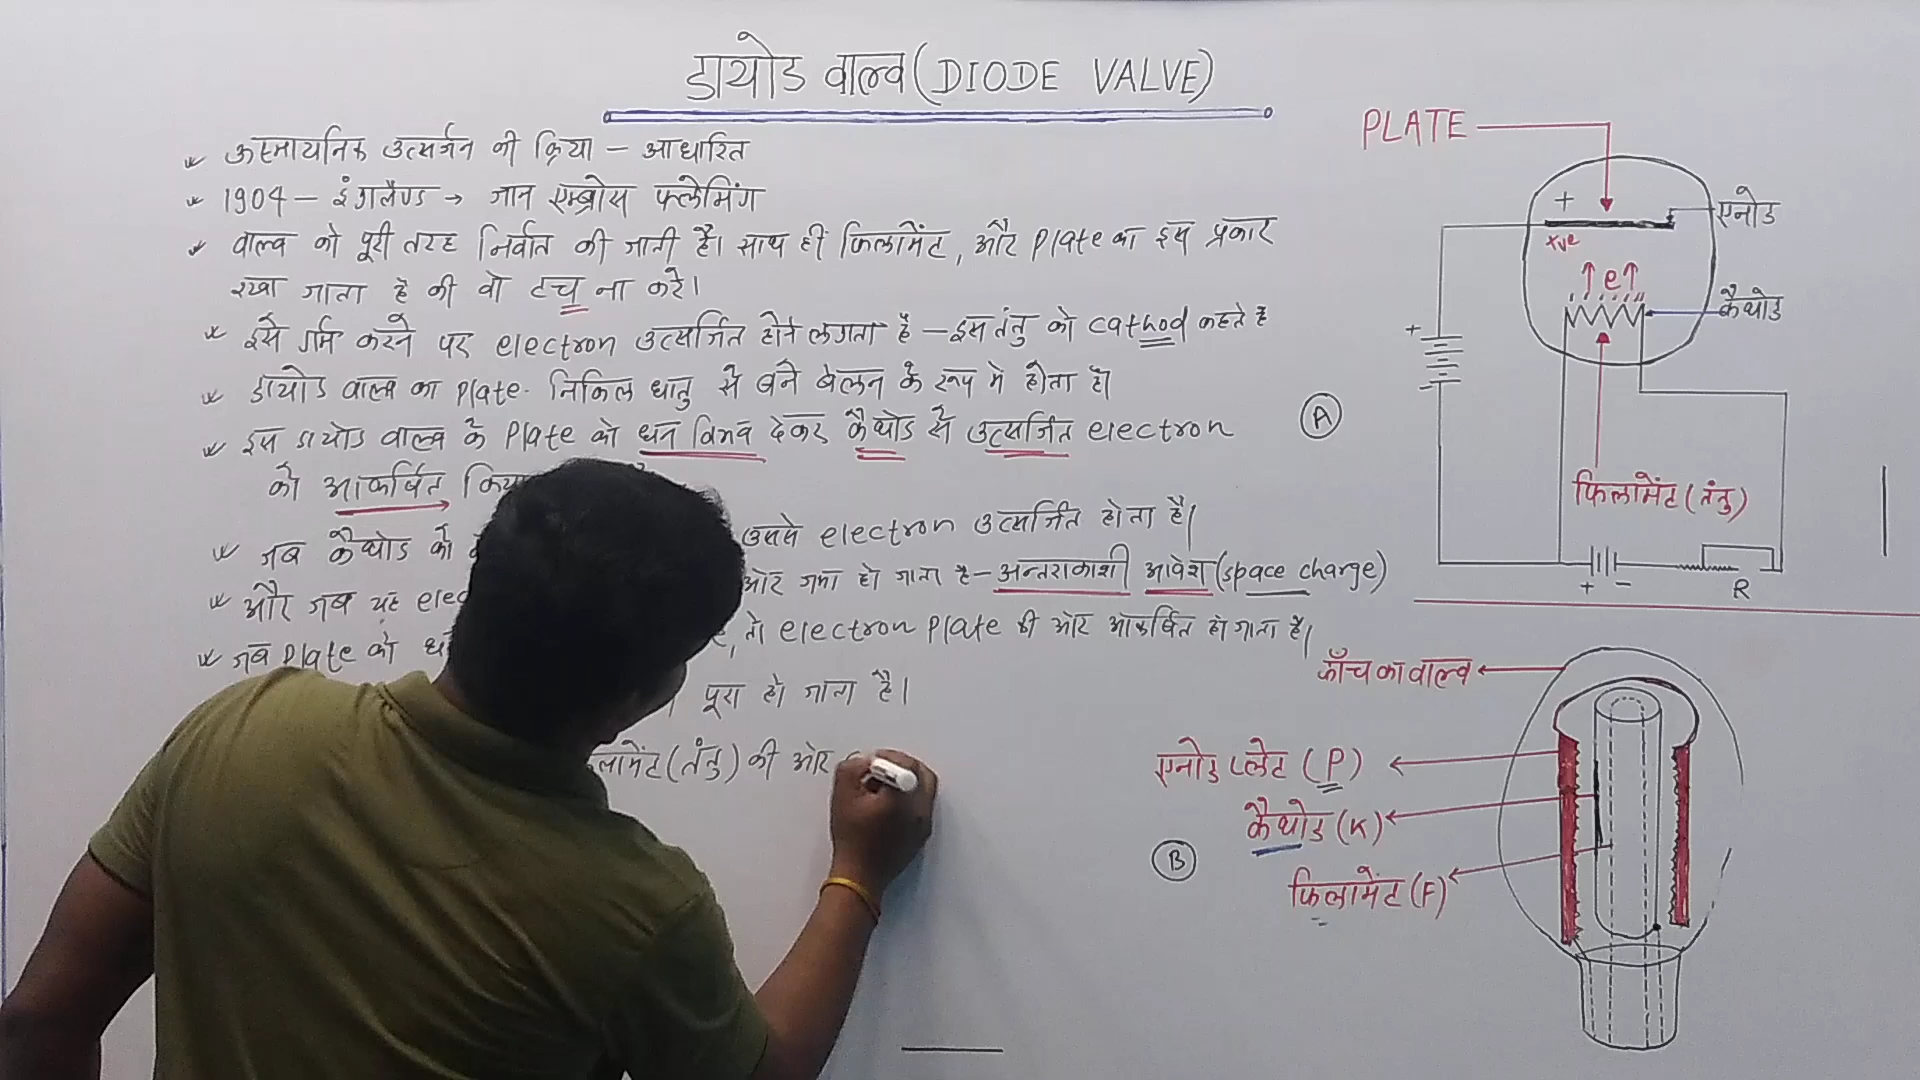 डायोड वाल्व (DIODE VALVE)
* ऊष्मायनिक उत्सर्जन की क्रिया - आधारित
* 1904 - इंगलैण्ड → जान एम्ब्रोस फ्लेमिंग
* वाल्व को पूरी तरह निर्वात की जाती है। साथ ही फिलामेंट, और Plate का इस प्रकार
रखा जाता है की वो टच ना करे।
* इसे गर्म करने पर electron उत्सर्जित होने लगता है - इस तंतु को cathod कहते है
* डायोड वाल्व का Plate - निकिल धातु से बने बेलन के रूप मे होता है।
* इस डायोड वाल्व के Plate को धन विभव देकर कैथोड से उत्सर्जित electron
को आकर्षित किया
* जब कैथोड को उससे electron उत्सर्जित होता है।
* और जब यह elec ओर जमा हो जाता है - अन्तराकाशी आवेश (space charge)
* जब Plate को तो electron Plate की ओर आकर्षित हो जाता है।
पूरा हो जाता है।
लामेंट (तंतु) की ओर
PLATE
+
एनोड
+ve
↑ e ↑
कैथोड
+
-
A
फिलामेंट (तंतु)
+ - R
काँच का वाल्व
एनोड प्लेट (P)
कैथोड (K)
B
फिलामेंट (F)